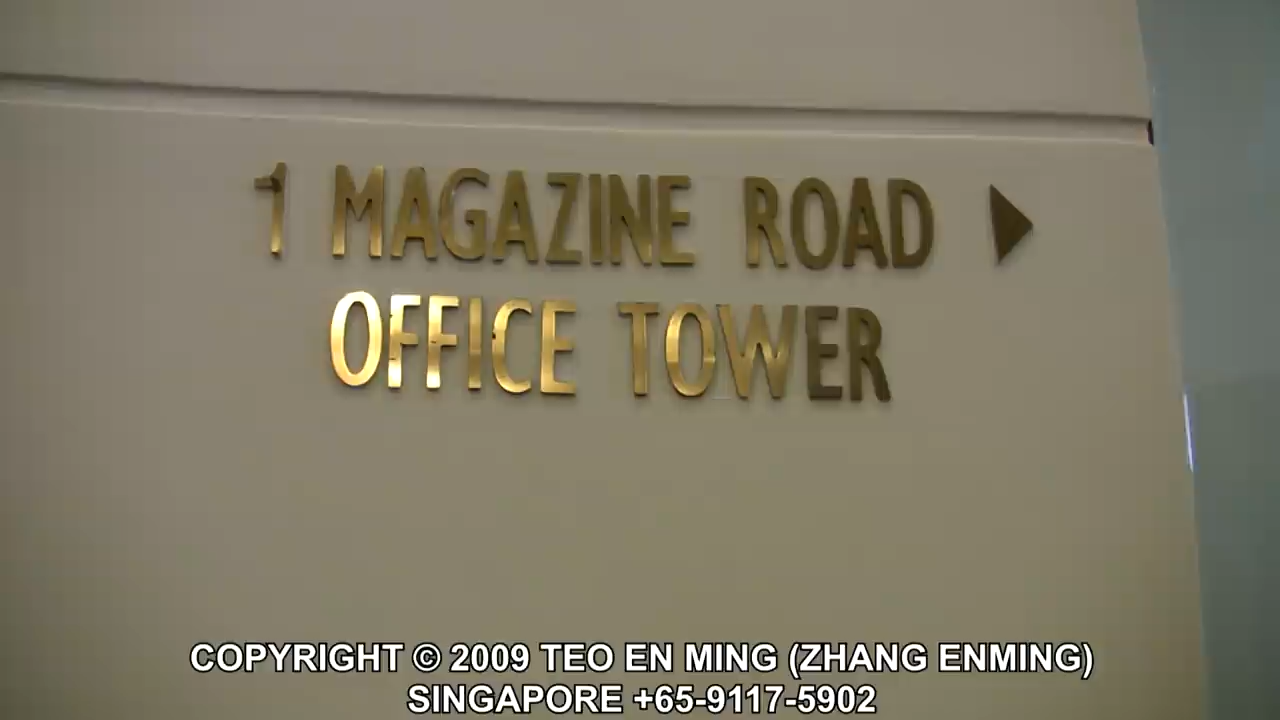 1 MAGAZINE ROAD ▶
OFFICE TOWER
COPYRIGHT © 2009 TEO EN MING (ZHANG ENMING)
SINGAPORE +65-9117-5902